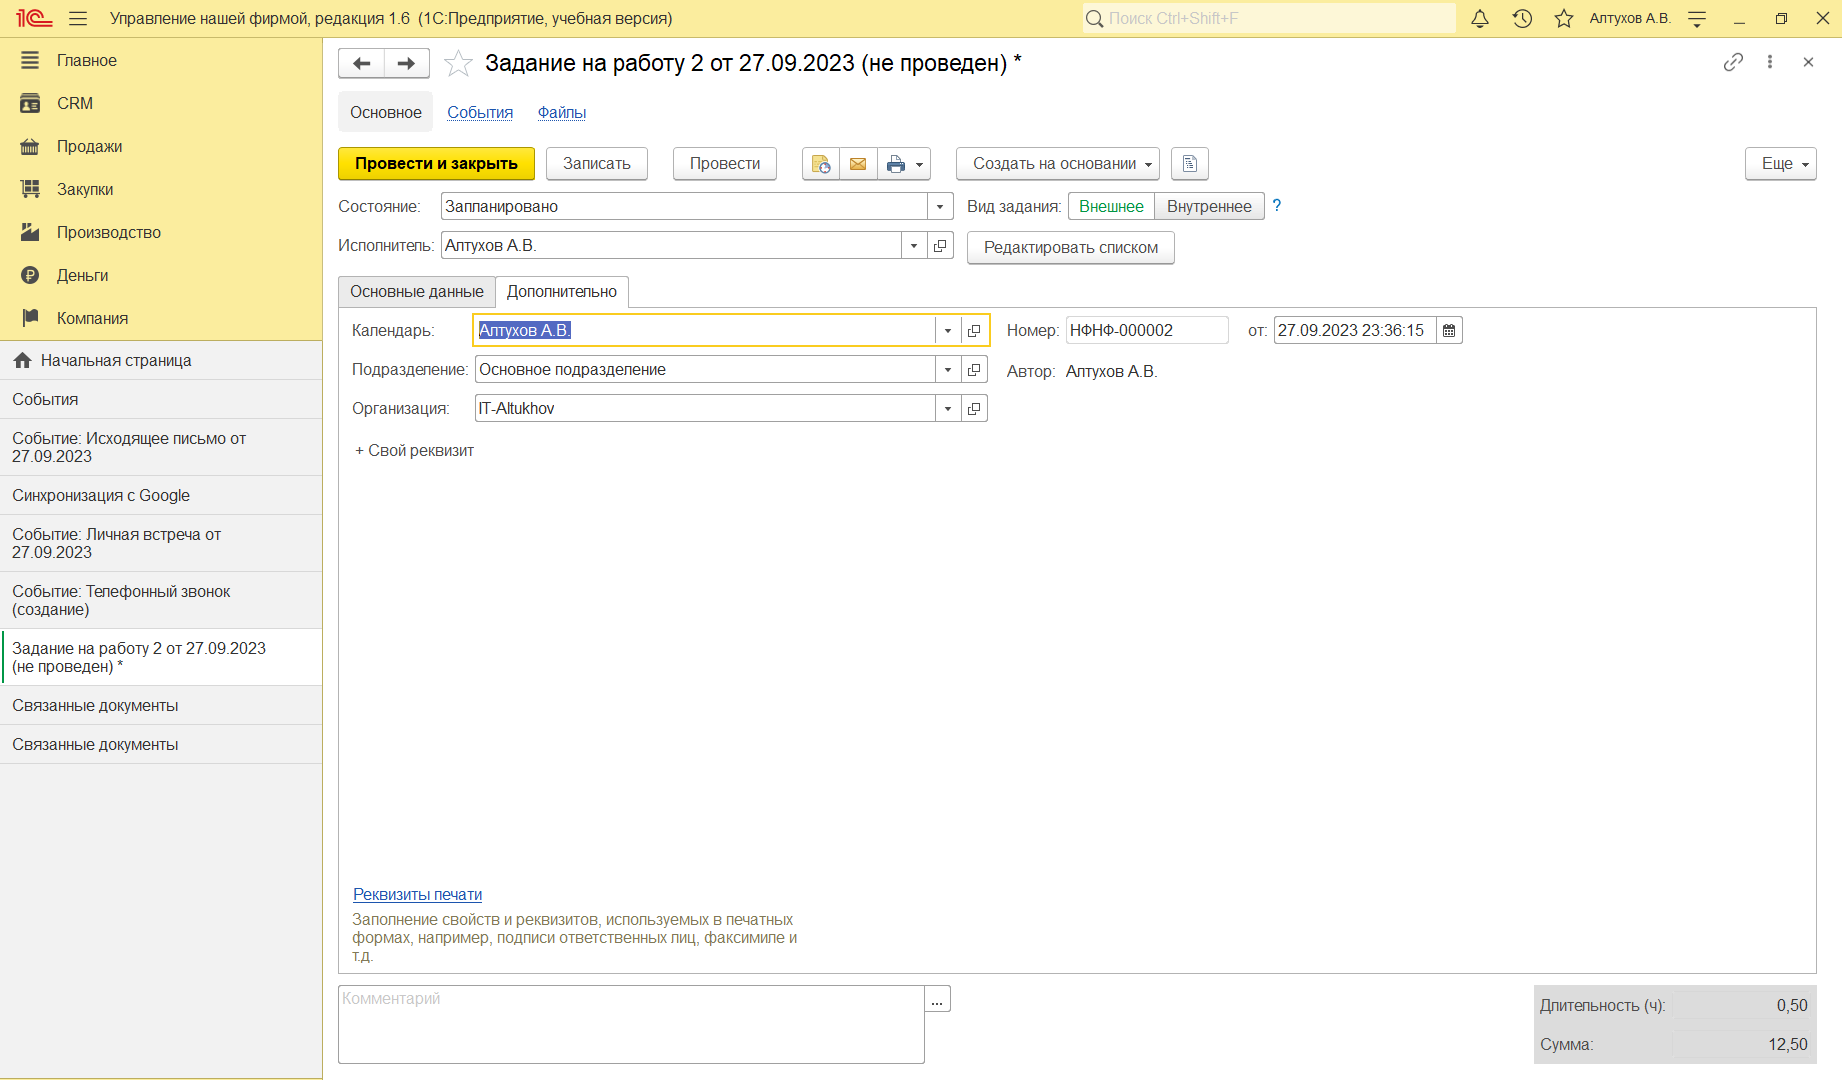 1С Управление нашей фирмой, редакция 1.6 (1С:Предприятие, учебная версия)
Поиск Ctrl+Shift+F
Алтухов А.В.
Главное
CRM
Продажи
Закупки
Производство
Деньги
Компания
Начальная страница
События
Событие: Исходящее письмо от
27.09.2023
Синхронизация с Google
Событие: Личная встреча от
27.09.2023
Событие: Телефонный звонок
(создание)
Задание на работу 2 от 27.09.2023
(не проведен) *
Связанные документы
Связанные документы
Задание на работу 2 от 27.09.2023 (не проведен) *
Основное События Файлы
Провести и закрыть Записать Провести Создать на основании Еще
Состояние: Запланировано Вид задания: Внешнее Внутреннее ?
Исполнитель: Алтухов А.В. Редактировать списком
Основные данные Дополнительно
Календарь: Алтухов А.В. Номер: НФНФ-000002 от: 27.09.2023 23:36:15
Подразделение: Основное подразделение Автор: Алтухов А.В.
Организация: IT-Altukhov
+ Свой реквизит
Реквизиты печати
Заполнение свойств и реквизитов, используемых в печатных
формах, например, подписи ответственных лиц, факсимиле и
т.д.
Комментарий ...
Длительность (ч): 0,50
Сумма: 12,50